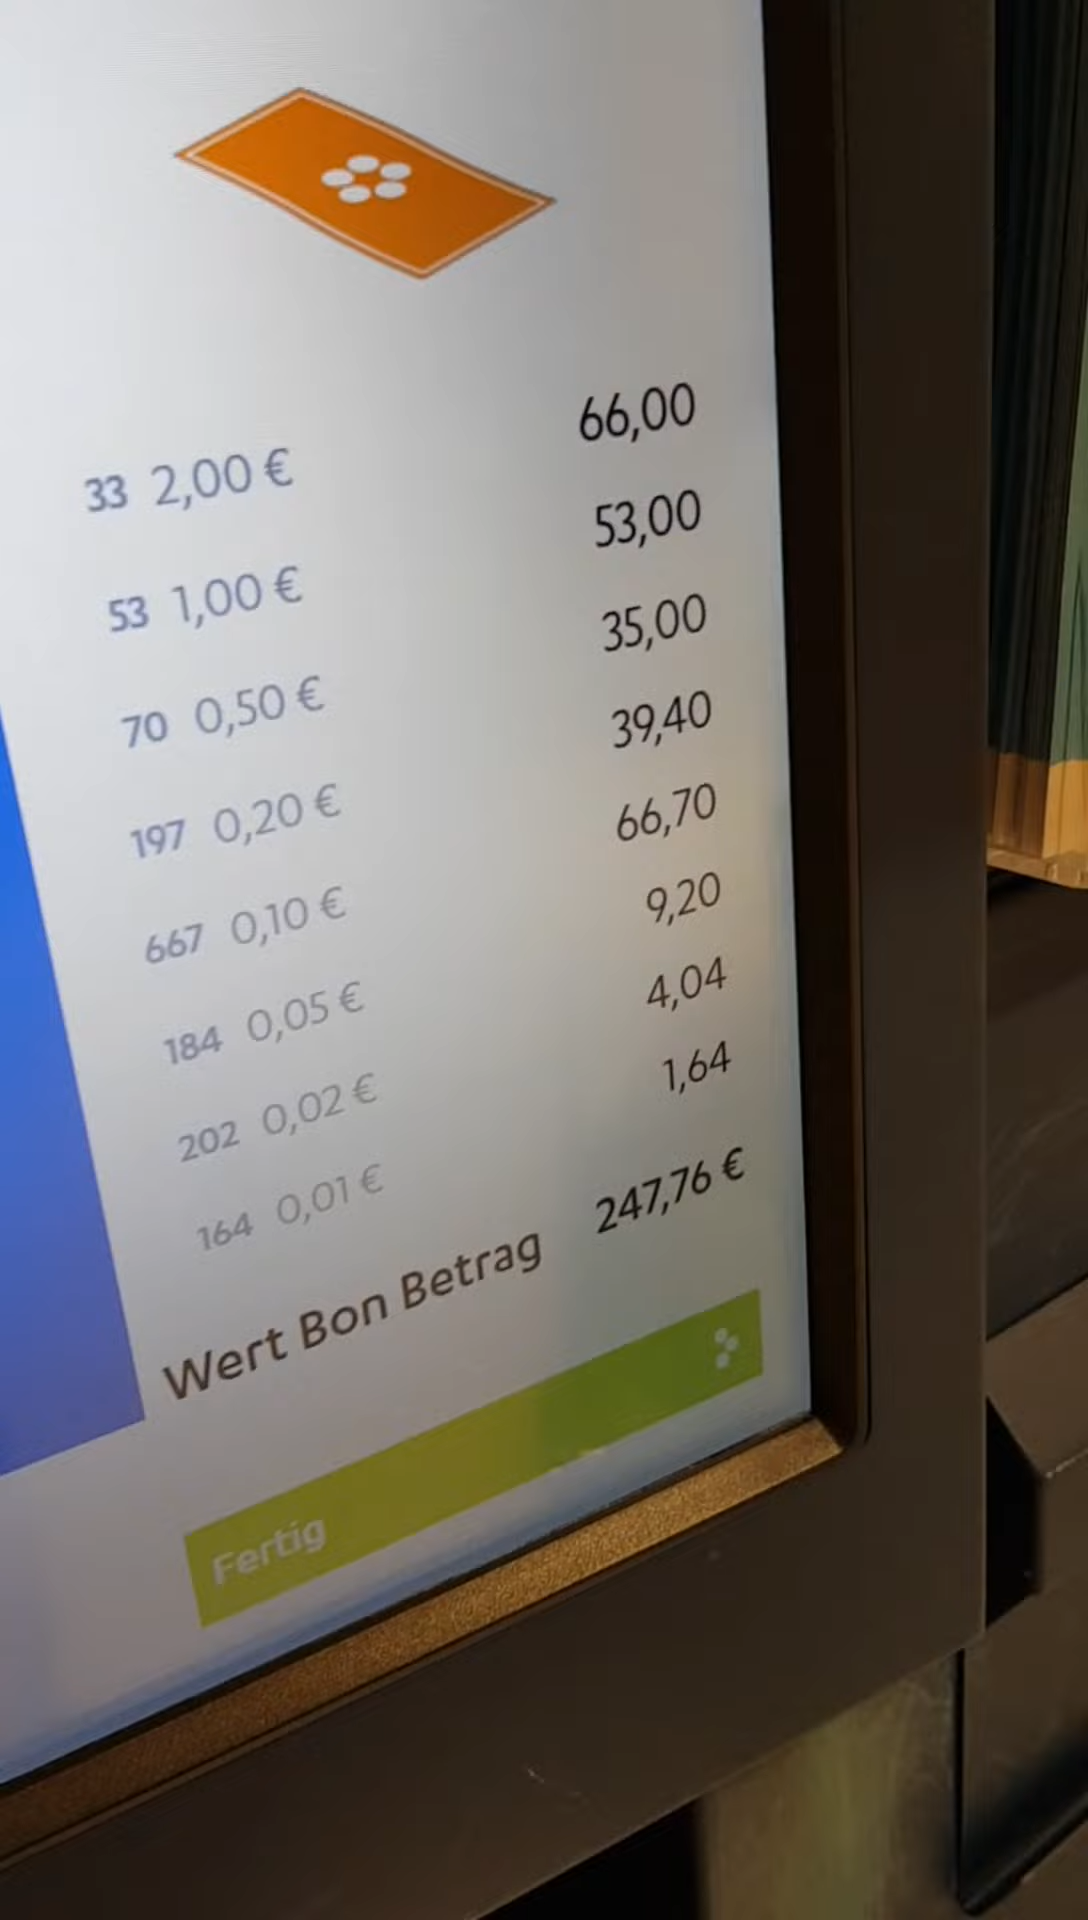 33 2,00 € 66,00
53 1,00 € 53,00
70 0,50 € 35,00
197 0,20 € 39,40
667 0,10 € 66,70
184 0,05 € 9,20
202 0,02 € 4,04
164 0,01 € 1,64
Wert Bon Betrag 247,76 €
Fertig